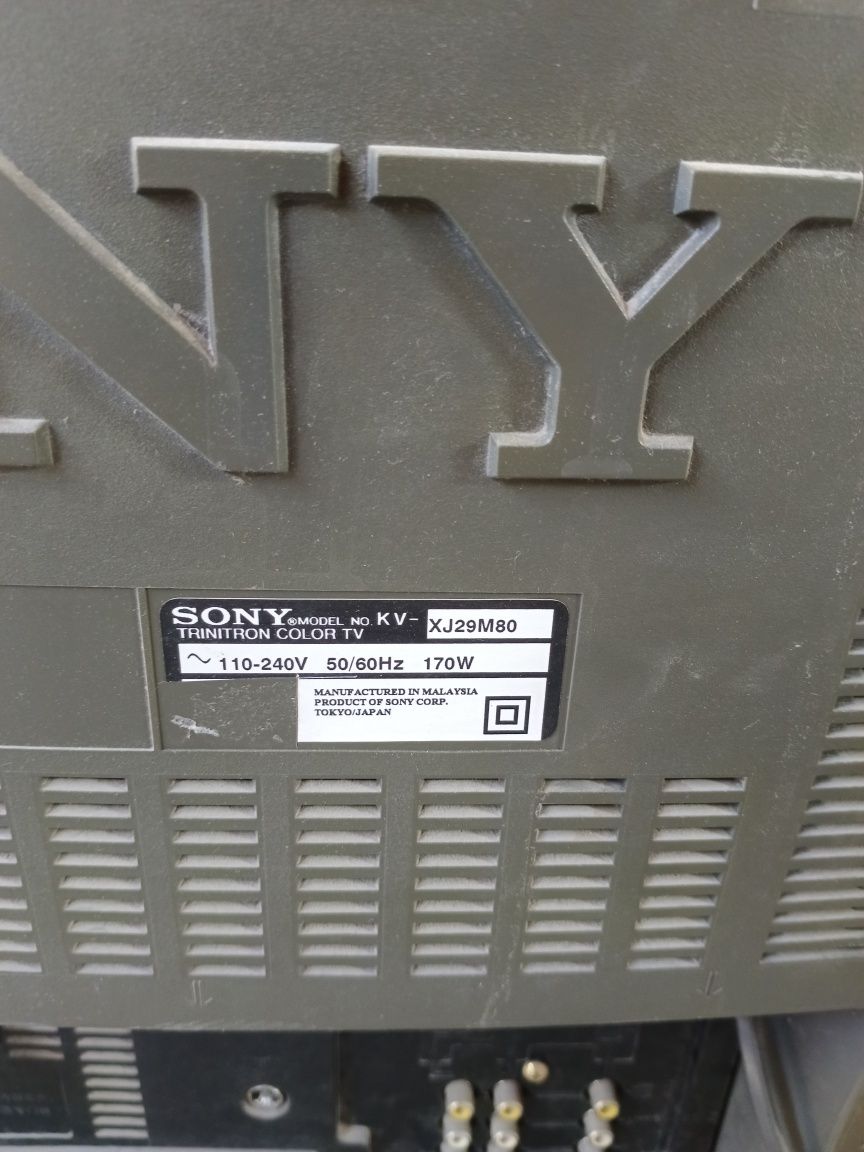 NY
SONY® MODEL NO. KV- XJ29M80
TRINITRON COLOR TV
~ 110-240V 50/60Hz 170W
MANUFACTURED IN MALAYSIA
PRODUCT OF SONY CORP.
TOKYO/JAPAN